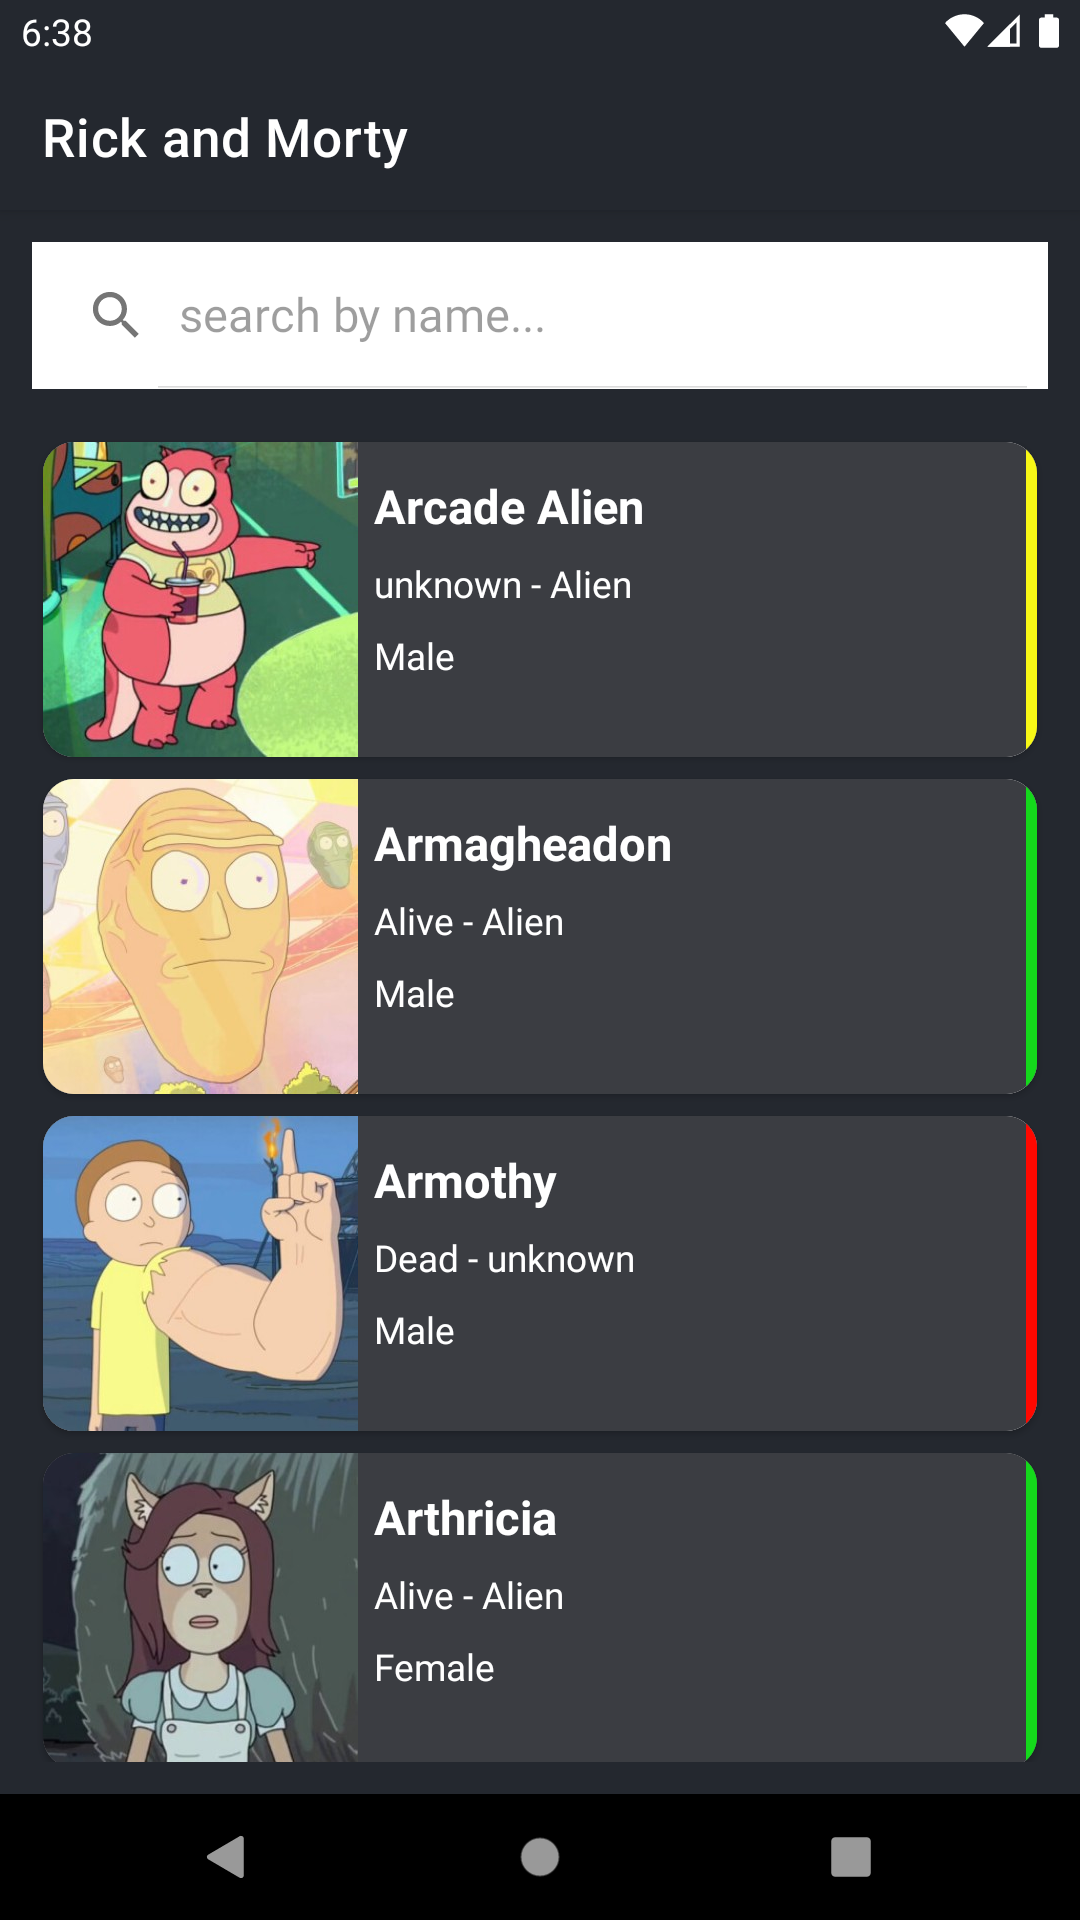 6:38
Rick and Morty
search by name...
Arcade Alien
unknown - Alien
Male
Armagheadon
Alive - Alien
Male
Armothy
Dead - unknown
Male
Arthricia
Alive - Alien
Female